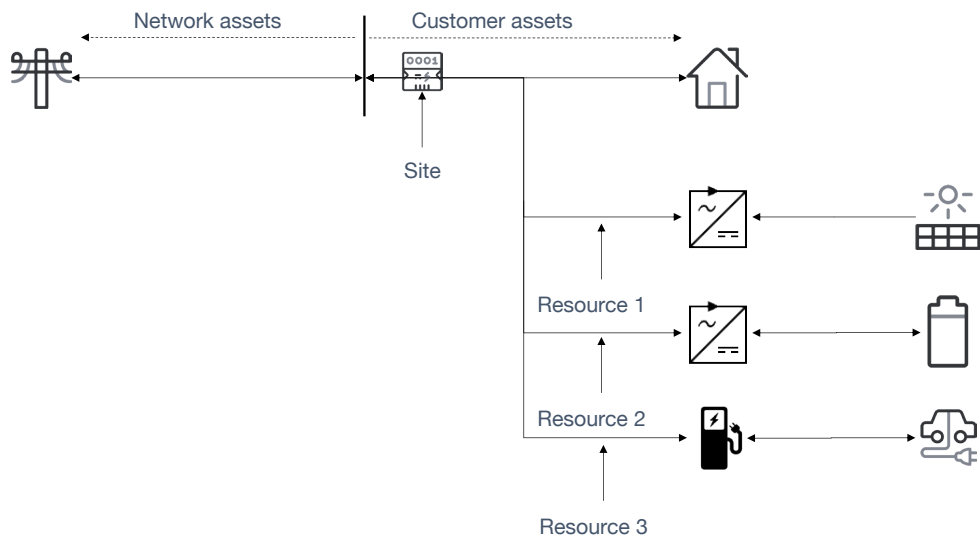 Network assets
Customer assets
0001
Site
Resource 1
Resource 2
Resource 3